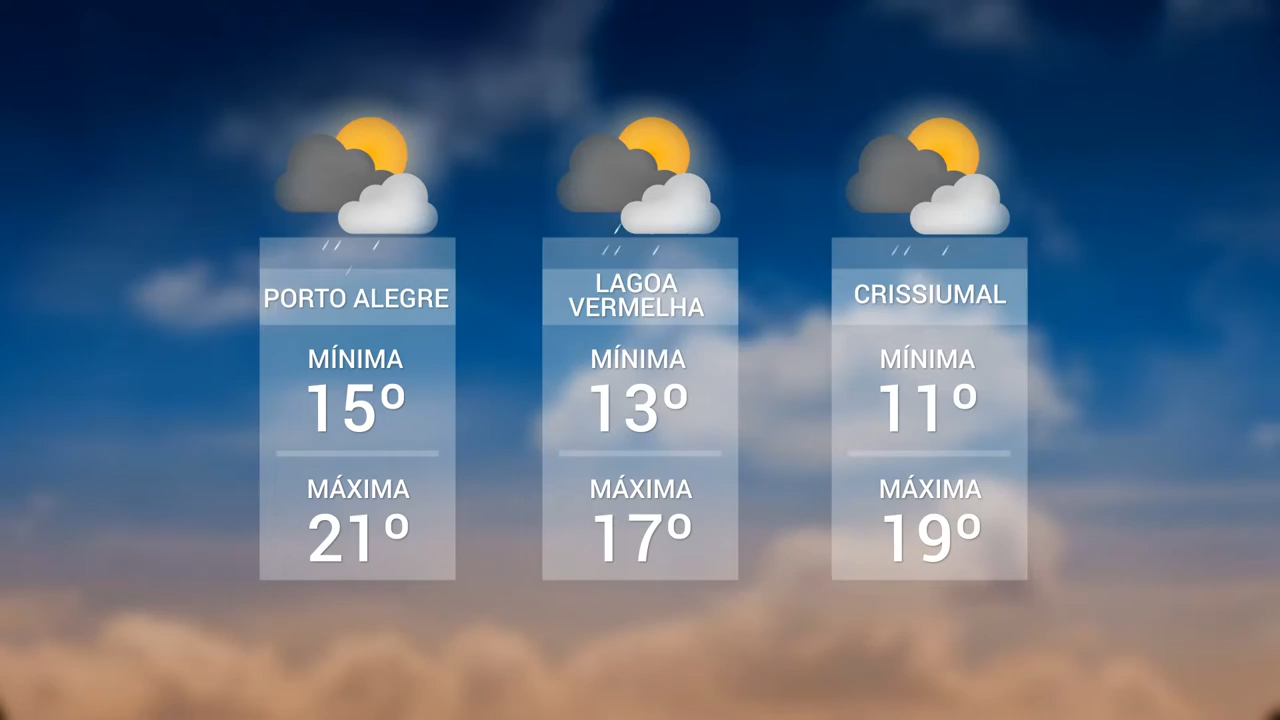 PORTO ALEGRE
MÍNIMA
15º
MÁXIMA
21º
LAGOA
VERMELHA
MÍNIMA
13º
MÁXIMA
17º
CRISSIUMAL
MÍNIMA
11º
MÁXIMA
19º